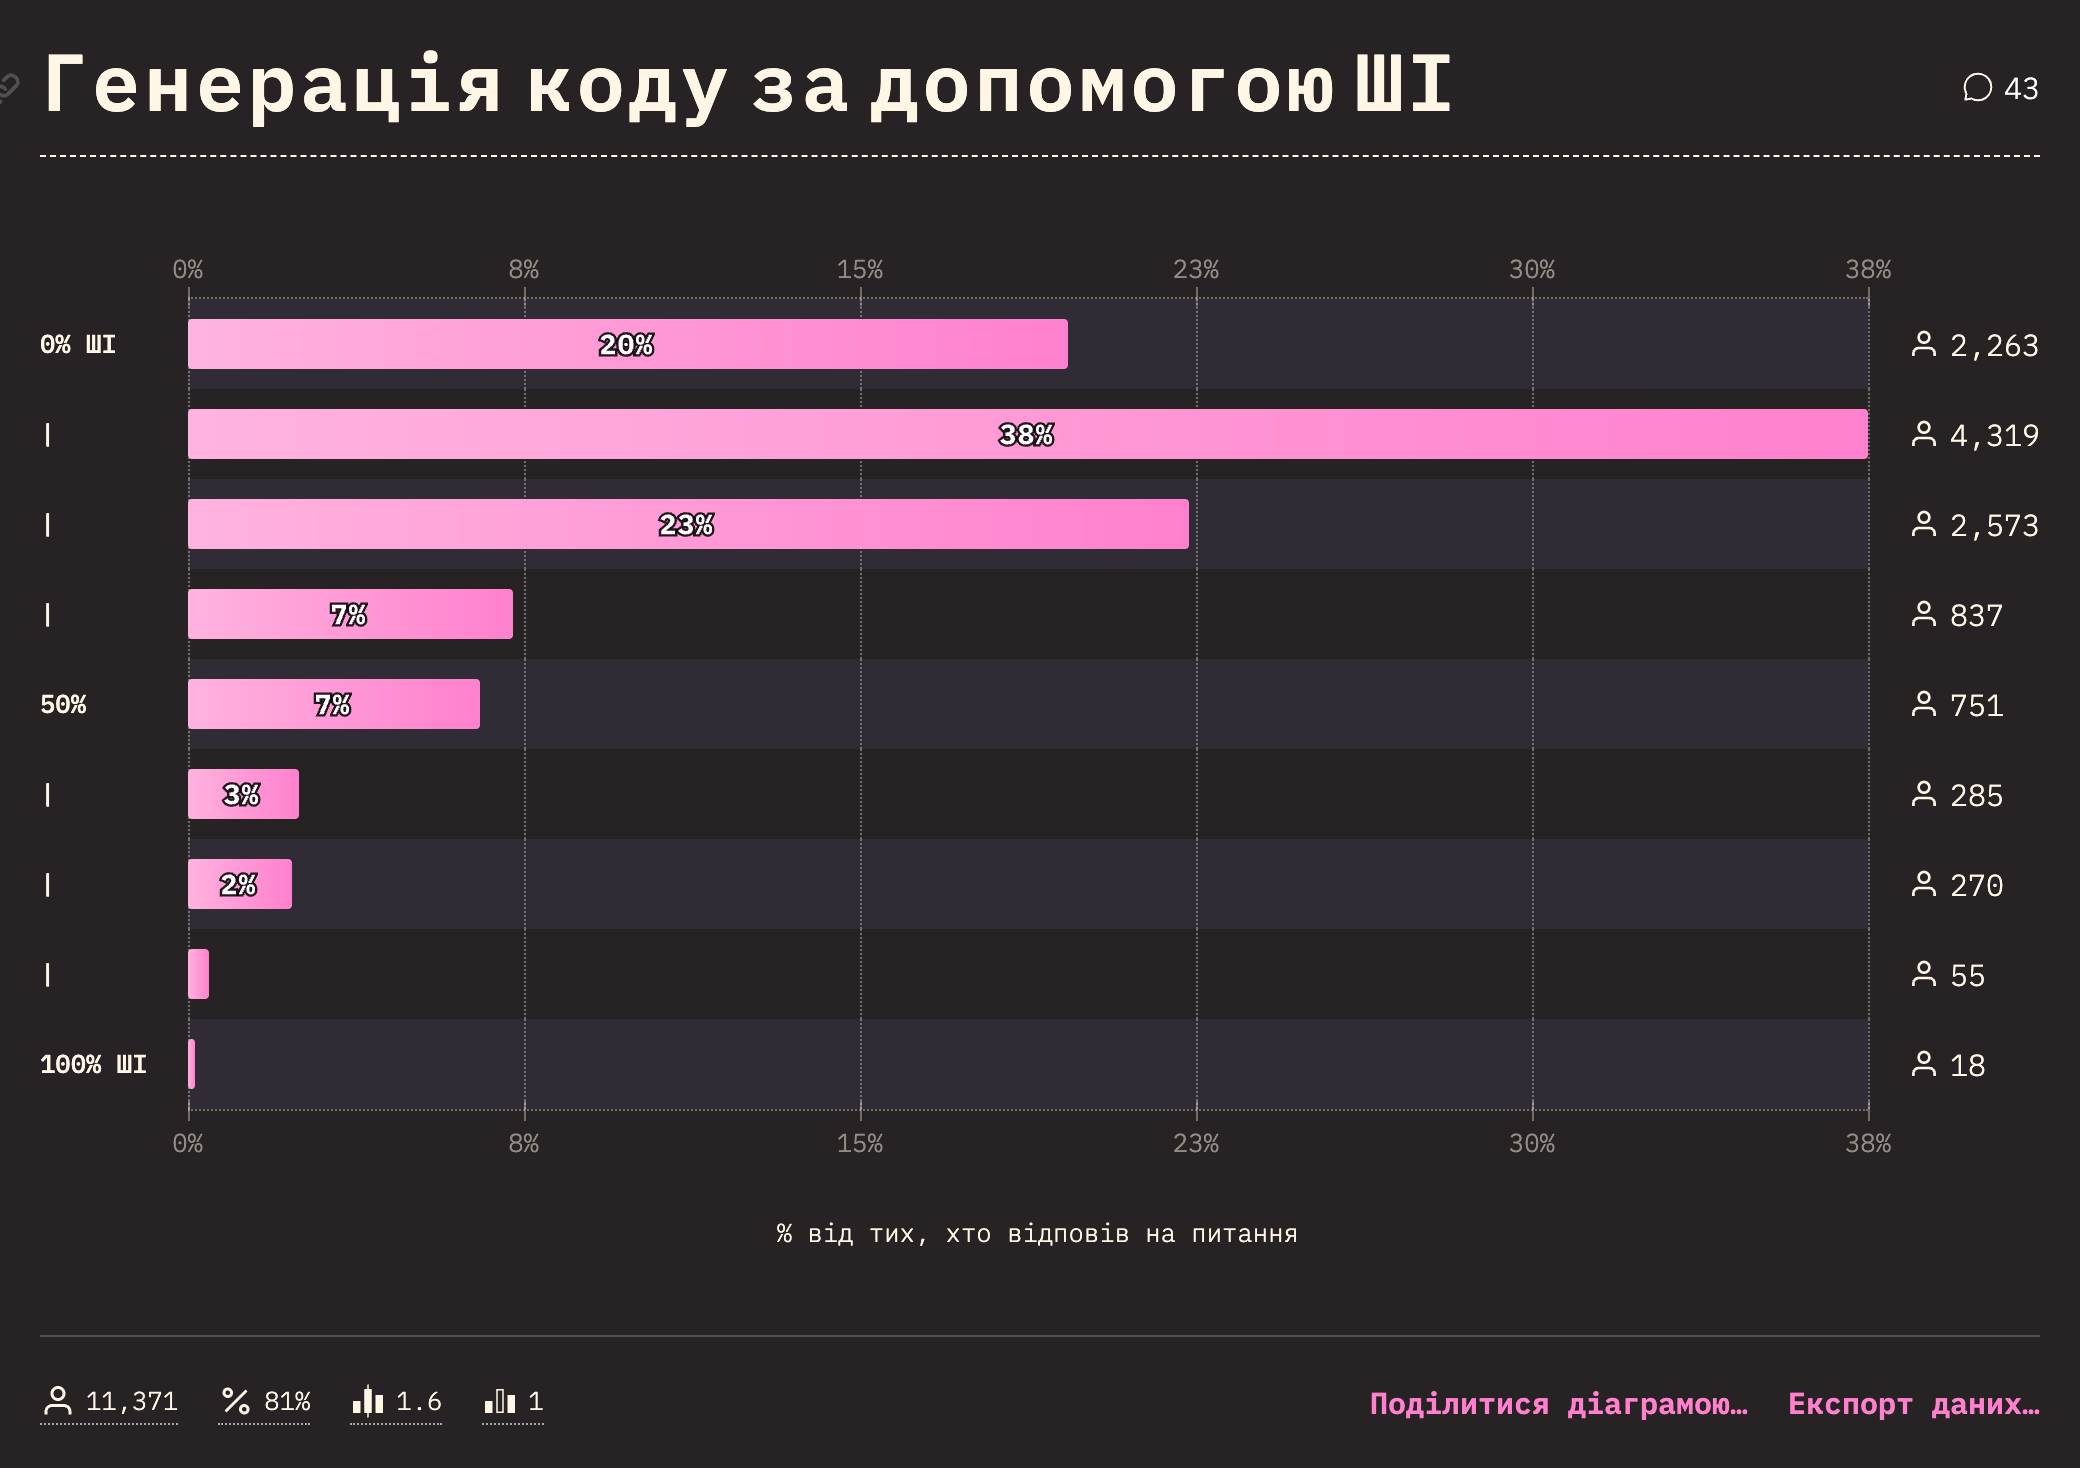 Генерація коду за допомогою ШІ
43
0% 8% 15% 23% 30% 38%
0% ШІ 20% 2,263
| 38% 4,319
| 23% 2,573
| 7% 837
50% 7% 751
| 3% 285
| 2% 270
| 55
100% ШІ 18
0% 8% 15% 23% 30% 38%
% від тих, хто відповів на питання
11,371 81% 1.6 1 Поділитися діаграмою… Експорт даних…